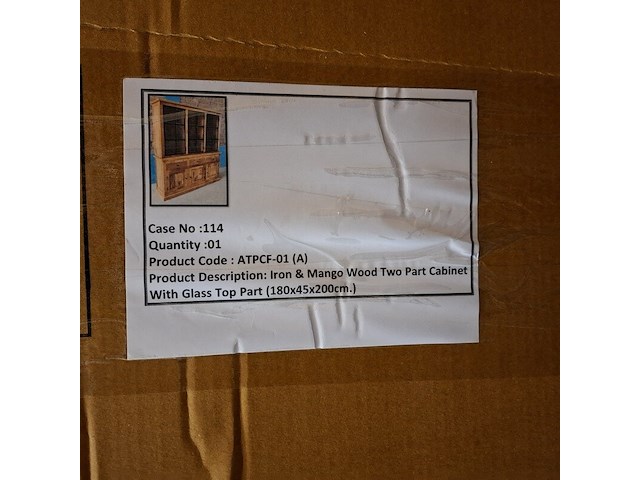 Case No :114
Quantity :01
Product Code : ATPCF-01 (A)
Product Description: Iron & Mango Wood Two Part Cabinet
With Glass Top Part (180x45x200cm.)